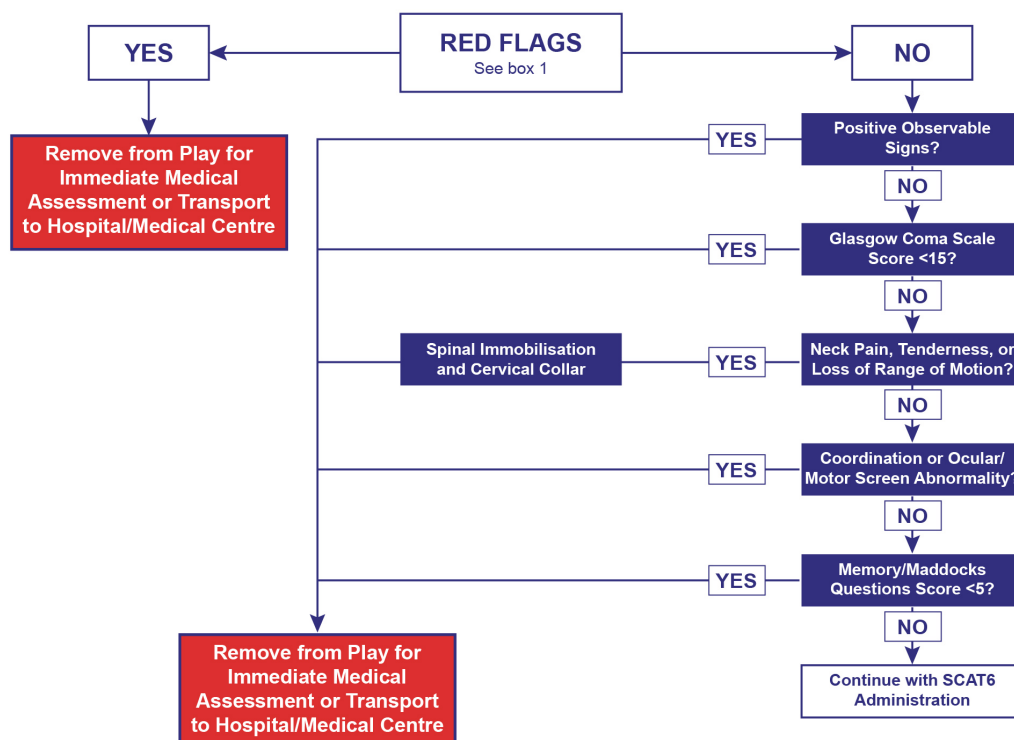 RED FLAGS
See box 1
YES
NO
Remove from Play for
Immediate Medical
Assessment or Transport
to Hospital/Medical Centre
Positive Observable
Signs?
YES
NO
Glasgow Coma Scale
Score <15?
YES
NO
Neck Pain, Tenderness, or
Loss of Range of Motion?
YES
Spinal Immobilisation
and Cervical Collar
NO
Coordination or Ocular/
Motor Screen Abnormality?
YES
NO
Memory/Maddocks
Questions Score <5?
YES
NO
Remove from Play for
Immediate Medical
Assessment or Transport
to Hospital/Medical Centre
Continue with SCAT6
Administration